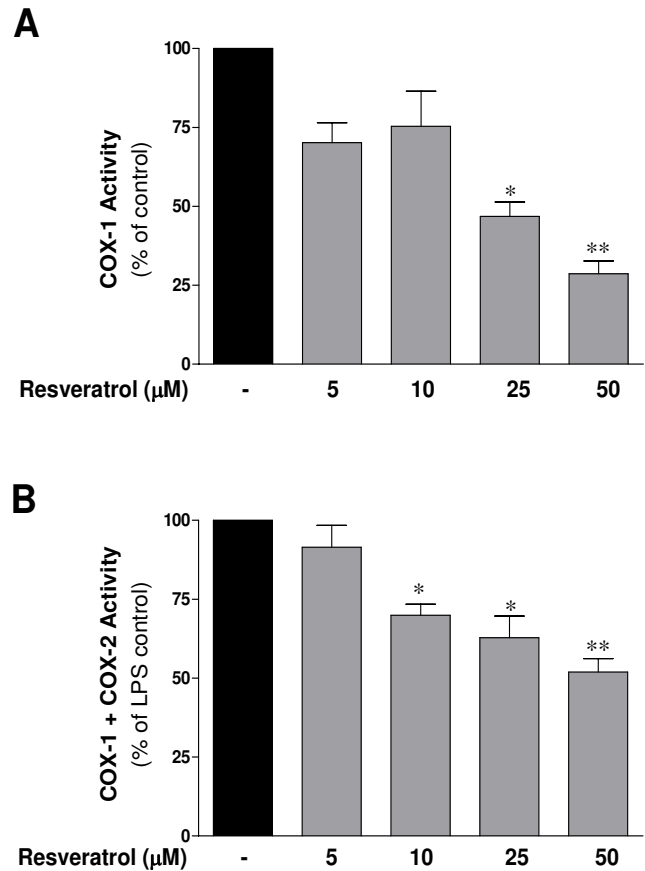 A
100
75
50
25
0
COX-1 Activity
(% of control)
*
**
Resveratrol (μM) - 5 10 25 50
B
100
75
50
25
0
COX-1 + COX-2 Activity
(% of LPS control)
*
*
**
Resveratrol (μM) - 5 10 25 50